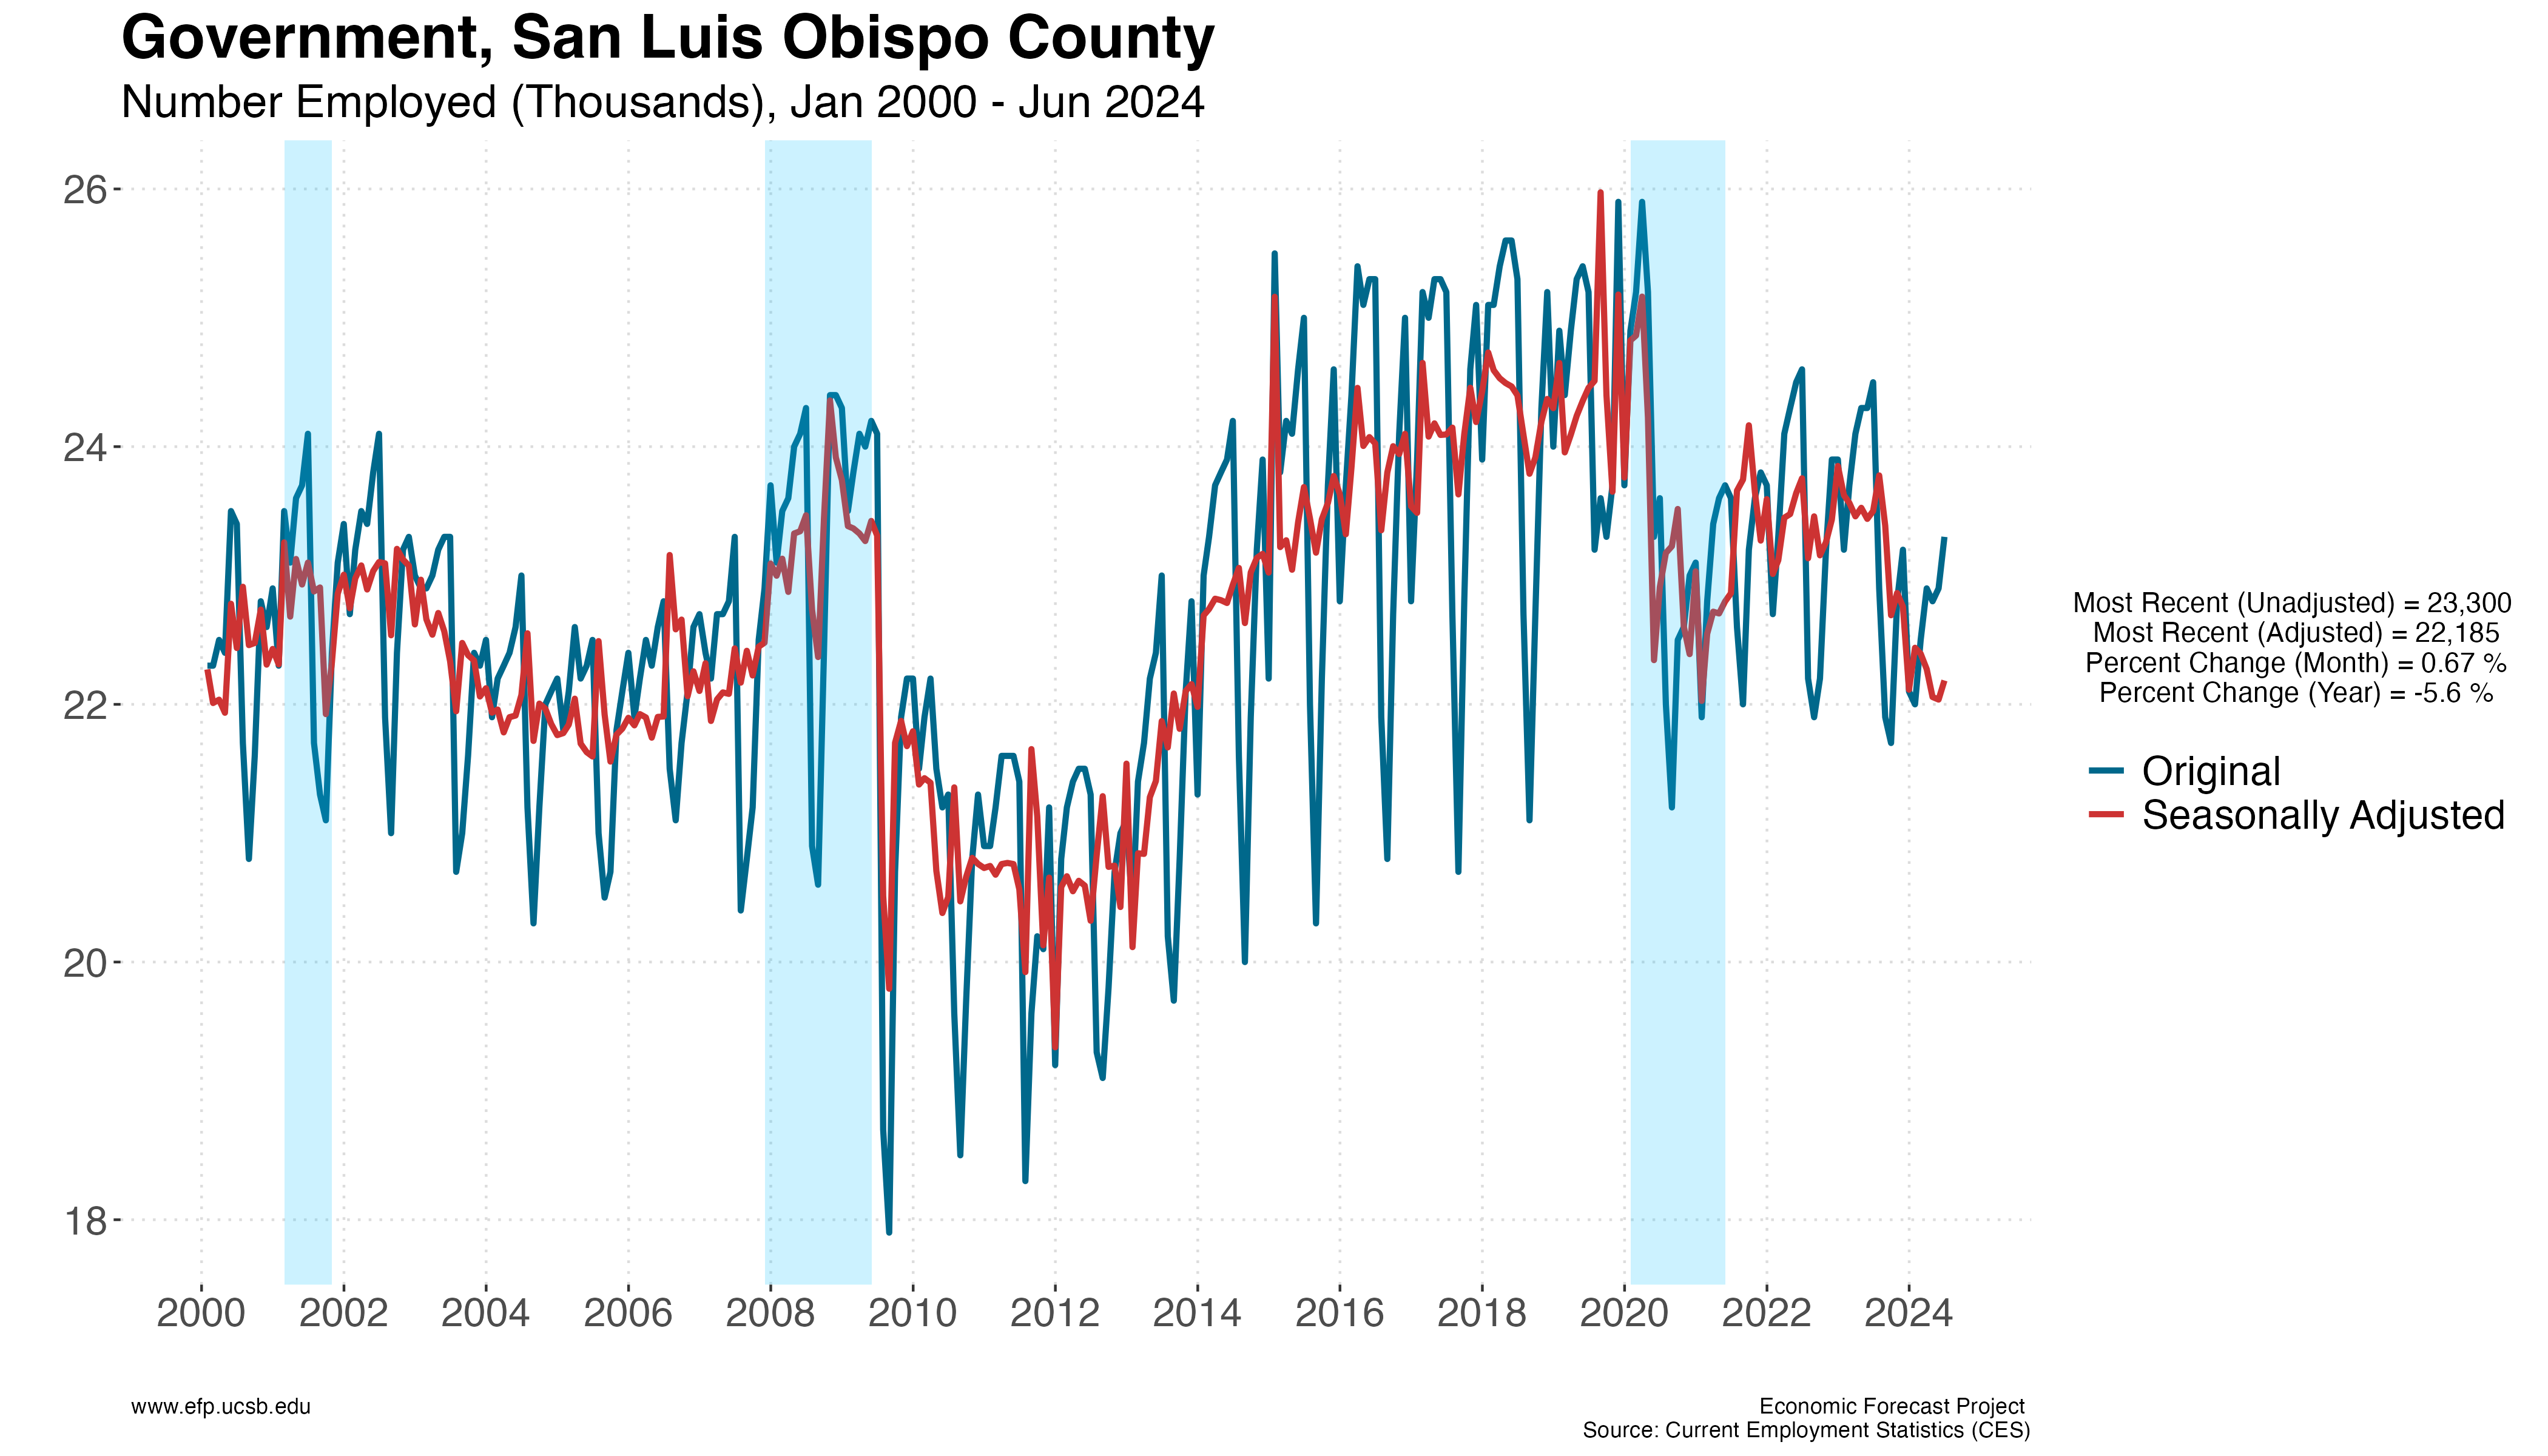 Government, San Luis Obispo County
Number Employed (Thousands), Jan 2000 - Jun 2024
26
24
22
20
18
2000 2002 2004 2006 2008 2010 2012 2014 2016 2018 2020 2022 2024
Most Recent (Unadjusted) = 23,300
Most Recent (Adjusted) = 22,185
Percent Change (Month) = 0.67 %
Percent Change (Year) = -5.6 %
Original
Seasonally Adjusted
www.efp.ucsb.edu
Economic Forecast Project
Source: Current Employment Statistics (CES)